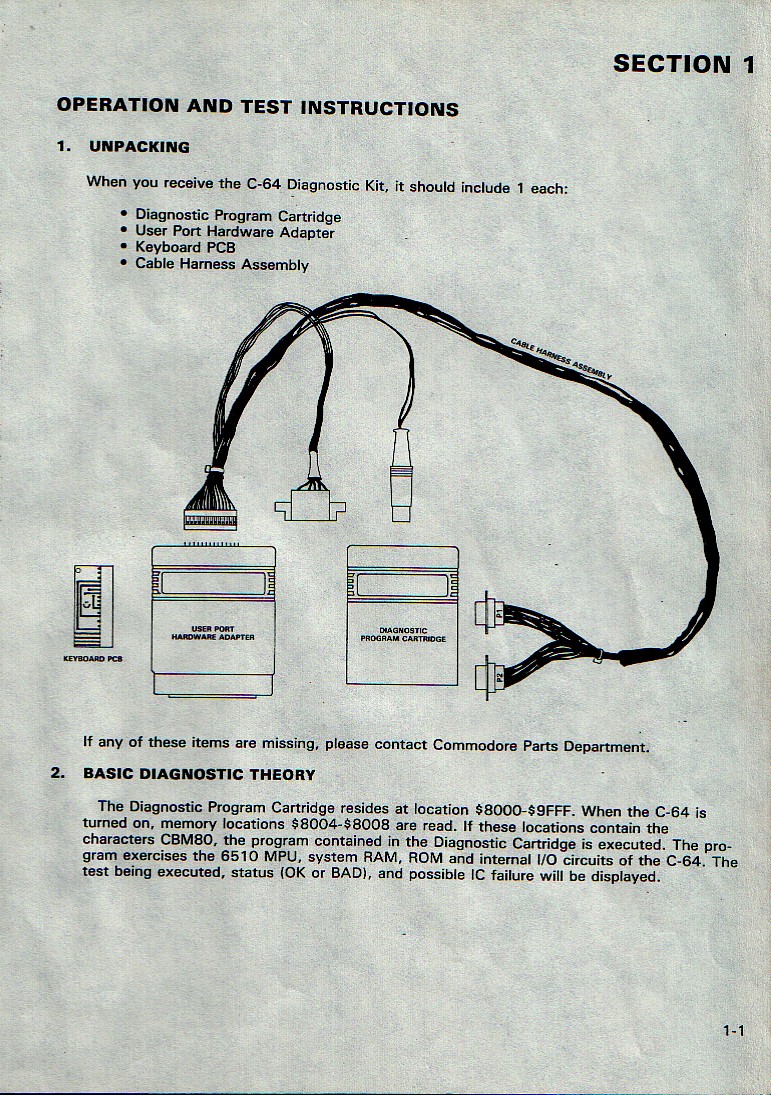 SECTION 1
OPERATION AND TEST INSTRUCTIONS
1. UNPACKING
When you receive the C-64 Diagnostic Kit, it should include 1 each:
• Diagnostic Program Cartridge
• User Port Hardware Adapter
• Keyboard PCB
• Cable Harness Assembly
CABLE HARNESS ASSEMBLY
KEYBOARD PCB
USER PORT
HARDWARE ADAPTER
DIAGNOSTIC
PROGRAM CARTRIDGE
P1
P2
If any of these items are missing, please contact Commodore Parts Department.
2. BASIC DIAGNOSTIC THEORY
The Diagnostic Program Cartridge resides at location $8000-$9FFF. When the C-64 is
turned on, memory locations $8004-$8008 are read. If these locations contain the
characters CBM80, the program contained in the Diagnostic Cartridge is executed. The pro-
gram exercises the 6510 MPU, system RAM, ROM and internal I/O circuits of the C-64. The
test being executed, status (OK or BAD), and possible IC failure will be displayed.
1-1